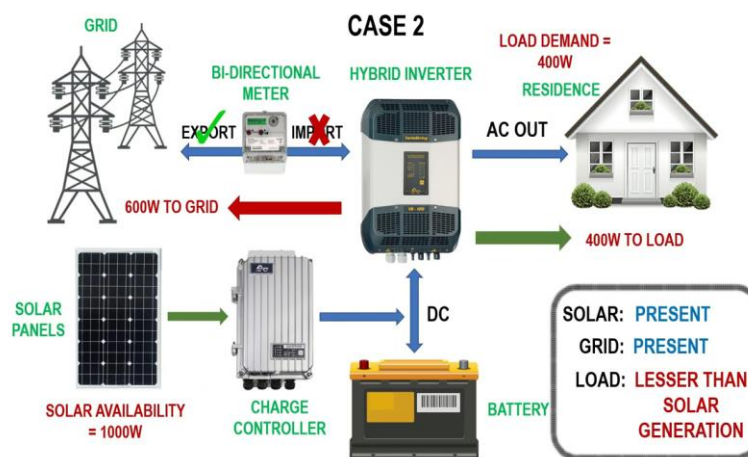 CASE 2
GRID
BI-DIRECTIONAL
METER
HYBRID INVERTER
LOAD DEMAND =
400W
RESIDENCE
EXPORT
IMPORT
AC OUT
600W TO GRID
400W TO LOAD
SOLAR
PANELS
DC
SOLAR AVAILABILITY
= 1000W
CHARGE
CONTROLLER
BATTERY
SOLAR: PRESENT
GRID: PRESENT
LOAD: LESSER THAN
SOLAR
GENERATION